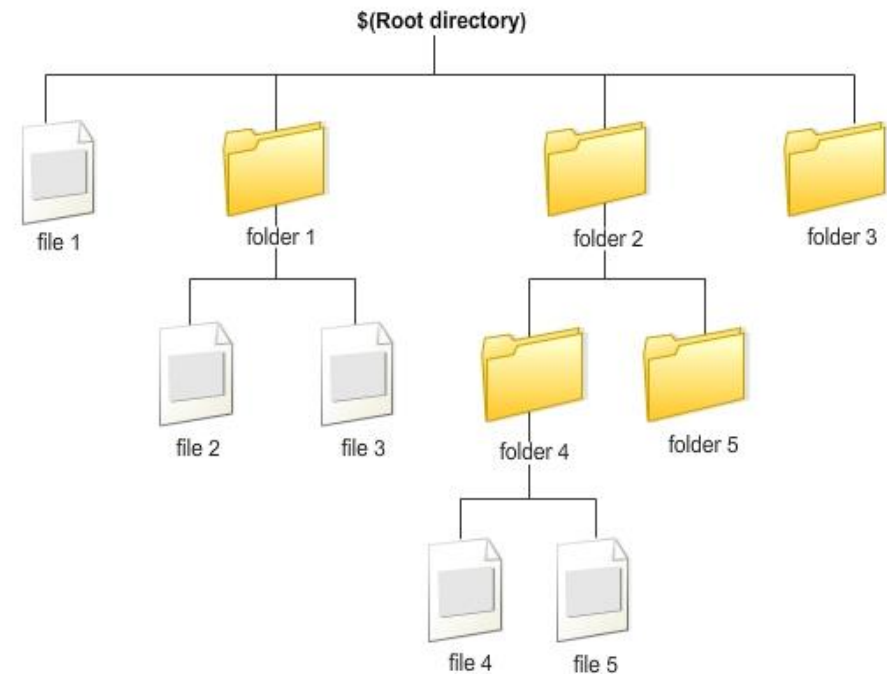 $(Root directory)
file 1
folder 1
folder 2
folder 3
file 2
file 3
folder 4
folder 5
file 4
file 5